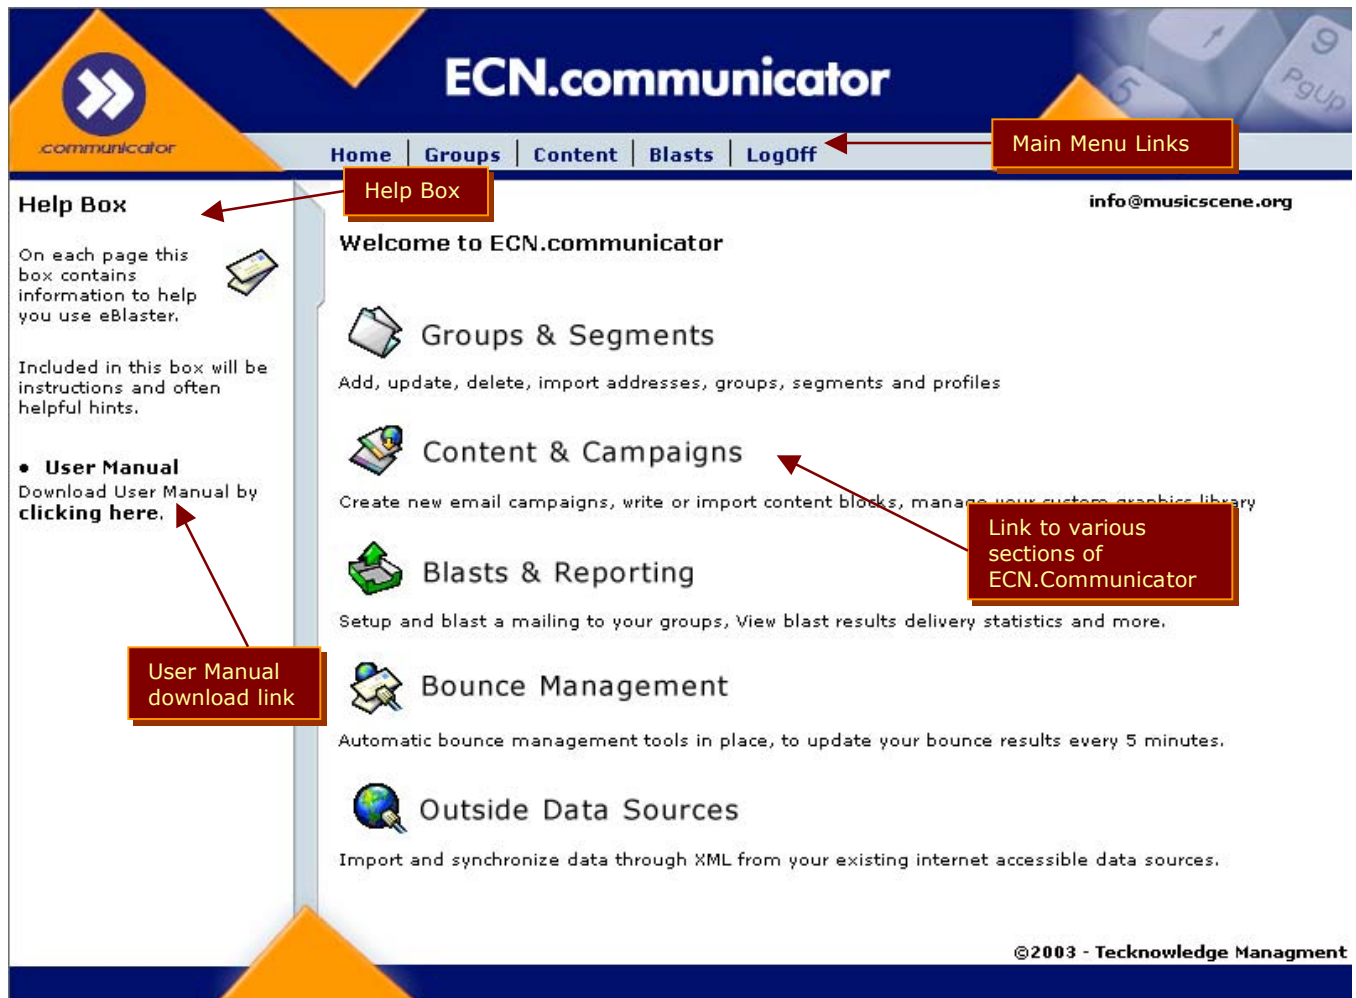 ECN.communicator
5
9
PgUp
.communicator
Home | Groups | Content | Blasts | LogOff
Main Menu Links
Help Box
Help Box
info@musicscene.org
On each page this
box contains
information to help
you use eBlaster.
Included in this box will be
instructions and often
helpful hints.
• User Manual
Download User Manual by
clicking here.
User Manual
download link
Welcome to ECN.communicator
Groups & Segments
Add, update, delete, import addresses, groups, segments and profiles
Content & Campaigns
Create new email campaigns, write or import content blocks, manage your custom graphics library
Link to various
sections of
ECN.Communicator
Blasts & Reporting
Setup and blast a mailing to your groups, View blast results delivery statistics and more.
Bounce Management
Automatic bounce management tools in place, to update your bounce results every 5 minutes.
Outside Data Sources
Import and synchronize data through XML from your existing internet accessible data sources.
©2003 - Tecknowledge Managment